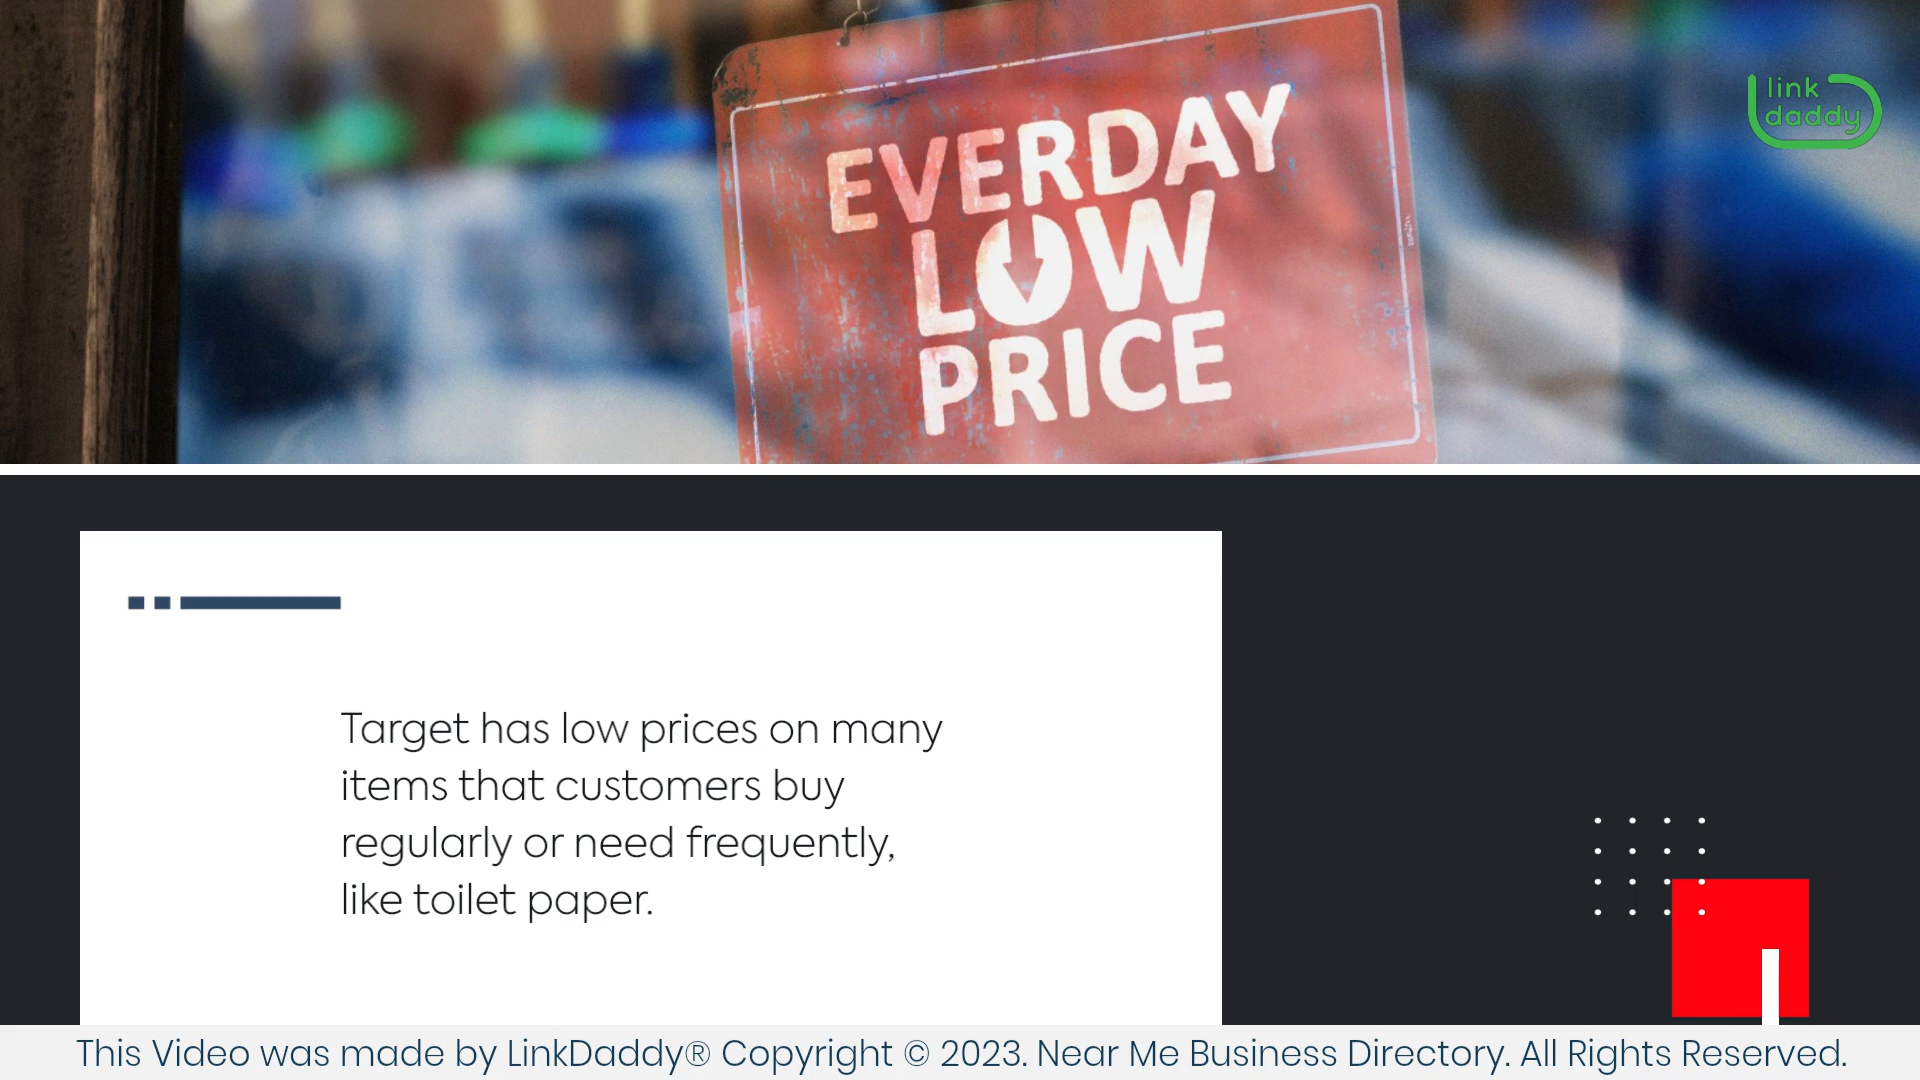 EVERDAY
LOW
PRICE
link
daddy
Target has low prices on many
items that customers buy
regularly or need frequently,
like toilet paper.
This Video was made by LinkDaddy® Copyright © 2023. Near Me Business Directory. All Rights Reserved.